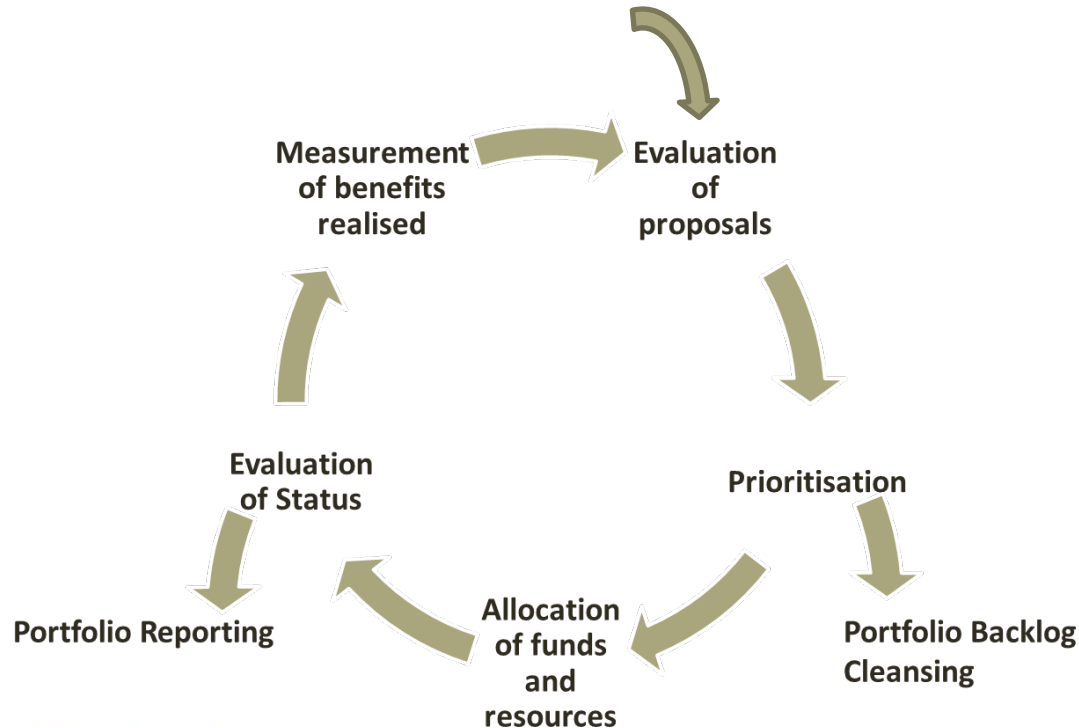 Measurement
of benefits
realised
Evaluation
of
proposals
Evaluation
of Status
Prioritisation
Portfolio Reporting
Allocation
of funds
and
resources
Portfolio Backlog
Cleansing